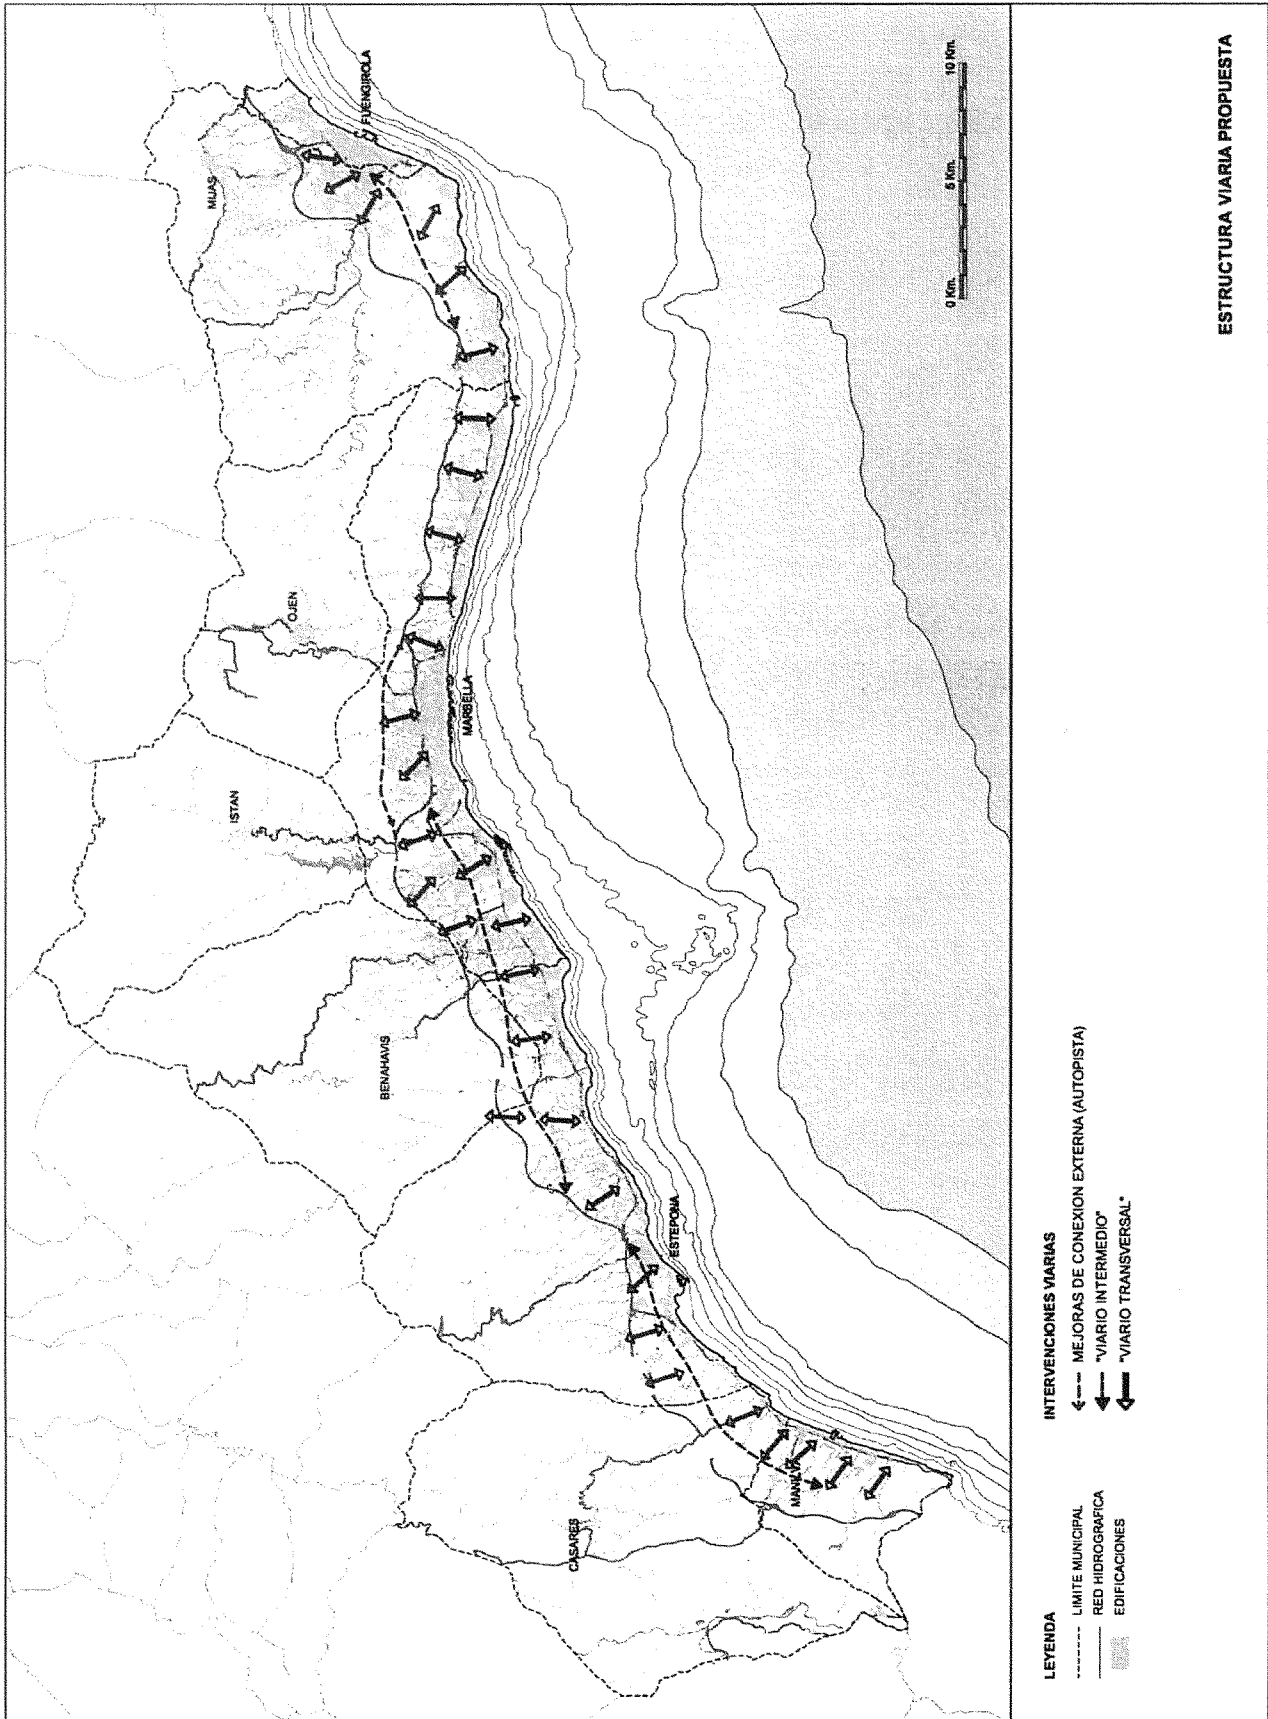 MIJAS
FUENGIROLA
OJEN
ISTAN
MARBELLA
BENAHAVIS
ESTEPONA
CASARES
0 Km.
5 Km.
10 Km.
LEYENDA
LIMITE MUNICIPAL
RED HIDROGRAFICA
EDIFICACIONES
INTERVENCIONES VIARIAS
MEJORAS DE CONEXION EXTERNA (AUTOPISTA)
"VIARIO INTERMEDIO"
"VIARIO TRANSVERSAL"
ESTRUCTURA VIARIA PROPUESTA